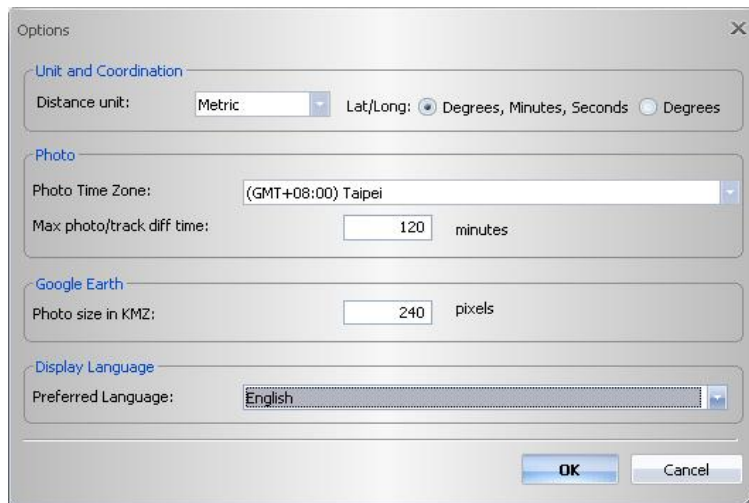 Options
Unit and Coordination
Distance unit: Metric Lat/Long: Degrees, Minutes, Seconds Degrees
Photo
Photo Time Zone: (GMT+08:00) Taipei
Max photo/track diff time: 120 minutes
Google Earth
Photo size in KMZ: 240 pixels
Display Language
Preferred Language: English
OK Cancel